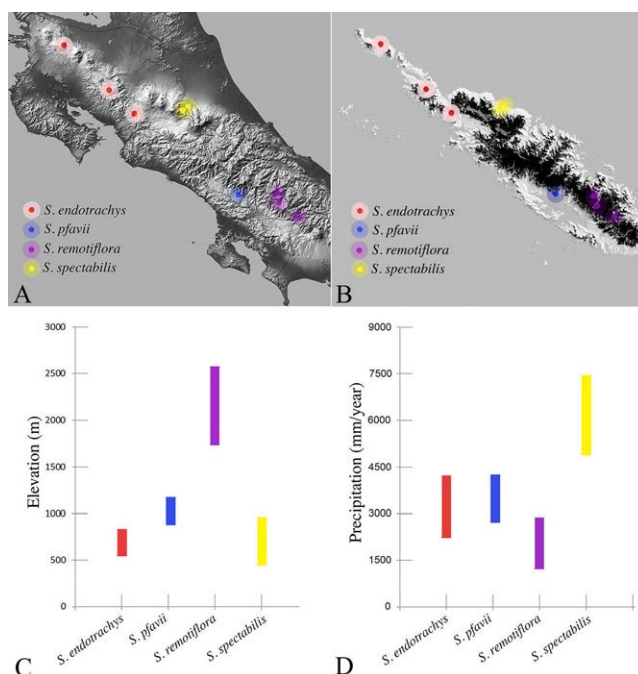 S. endotrachys
S. pfavii
S. remotiflora
S. spectabilis
A
S. endotrachys
S. pfavii
S. remotiflora
S. spectabilis
B
3000
2500
2000
1500
1000
500
0
Elevation (m)
S. endotrachys
S. pfavii
S. remotiflora
S. spectabilis
C
9000
7500
6000
4500
3000
1500
0
Precipitation (mm/year)
S. endotrachys
S. pfavii
S. remotiflora
S. spectabilis
D